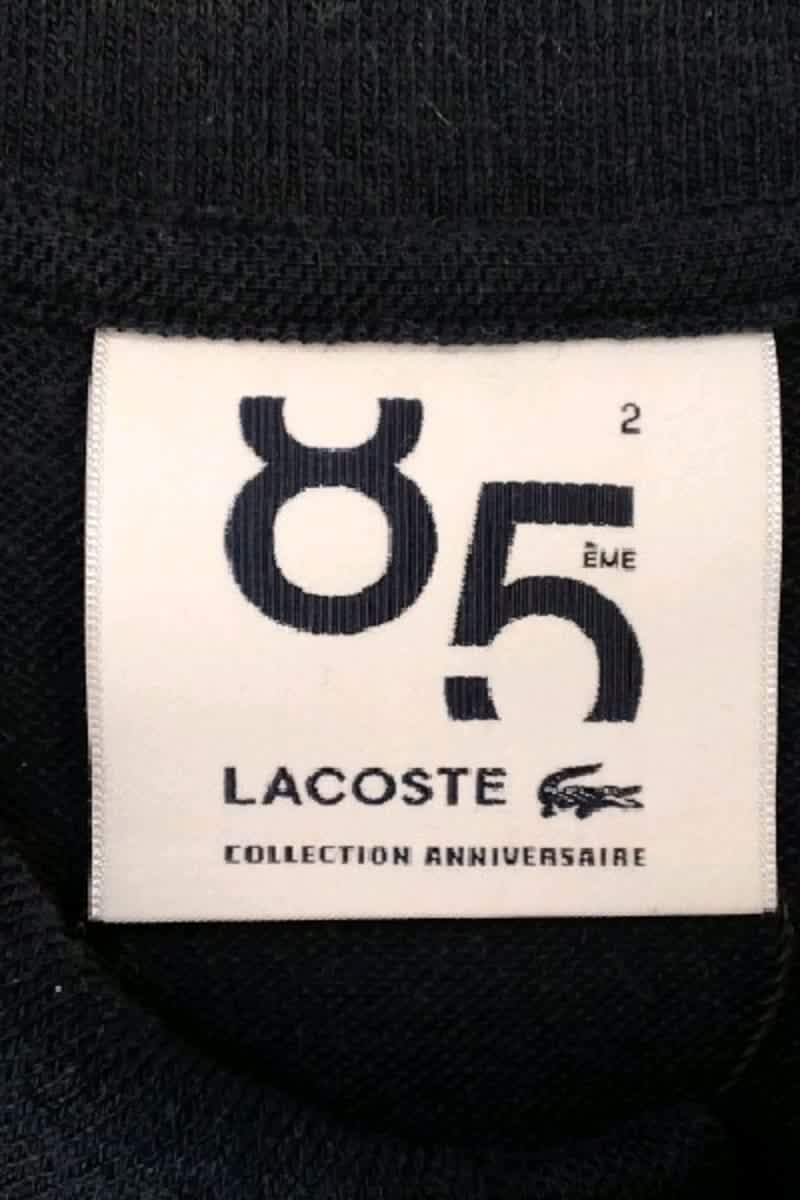 2
85
ÈME
LACOSTE
COLLECTION ANNIVERSAIRE